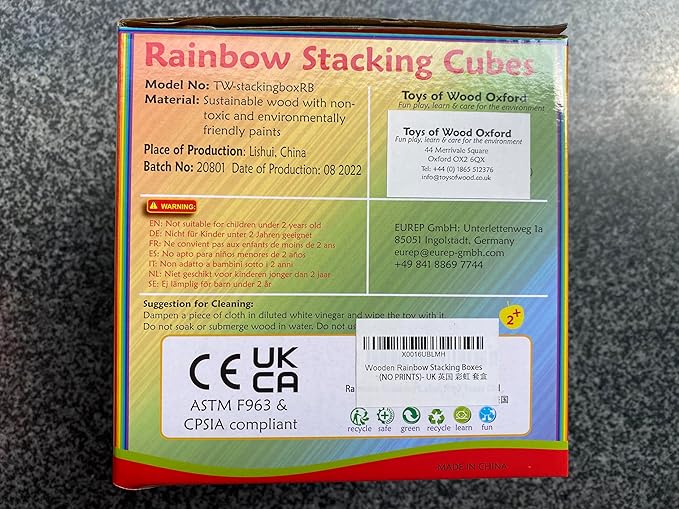 Rainbow Stacking Cubes
Model No: TW-stackingboxRB
Material: Sustainable wood with non-
toxic and environmentally
friendly paints
Place of Production: Lishui, China
Batch No: 20801 Date of Production: 08 2022
Toys of Wood Oxford
Fun play, learn & care for the environment
Toys of Wood Oxford
Fun play, learn & care for the environment
44 Merrivale Square
Oxford OX2 6QX
Tel: +44 (0) 1865 512376
info@toysofwood.co.uk
WARNING:
EN: Not suitable for children under 2 years old
DE: Nicht für Kinder unter 2 Jahren geeignet
FR: Ne convient pas aux enfants de moins de 2 ans
ES: No apto para niños menores de 2 años
IT: Non adatto a bambini sotto i 2 anni
NL: Niet geschikt voor kinderen jonger dan 2 jaar
SE: Ej lämplig för barn under 2 år
EUREP GmbH: Unterlettenweg 1a
85051 Ingolstadt, Germany
eurep@eurep-gmbh.com
+49 841 8869 7744
Suggestion for Cleaning:
Dampen a piece of cloth in diluted white vinegar and wipe the toy with it
Do not soak or submerge wood in water. Do not
2+
CE UK
CA
ASTM F963 &
CPSIA compliant
X0016UBLMH
Wooden Rainbow Stacking Boxes
(NO PRINTS)- UK 英国 彩虹 套盒
Ra
国
recycle safe green recycle learn fun
MADE IN CHINA